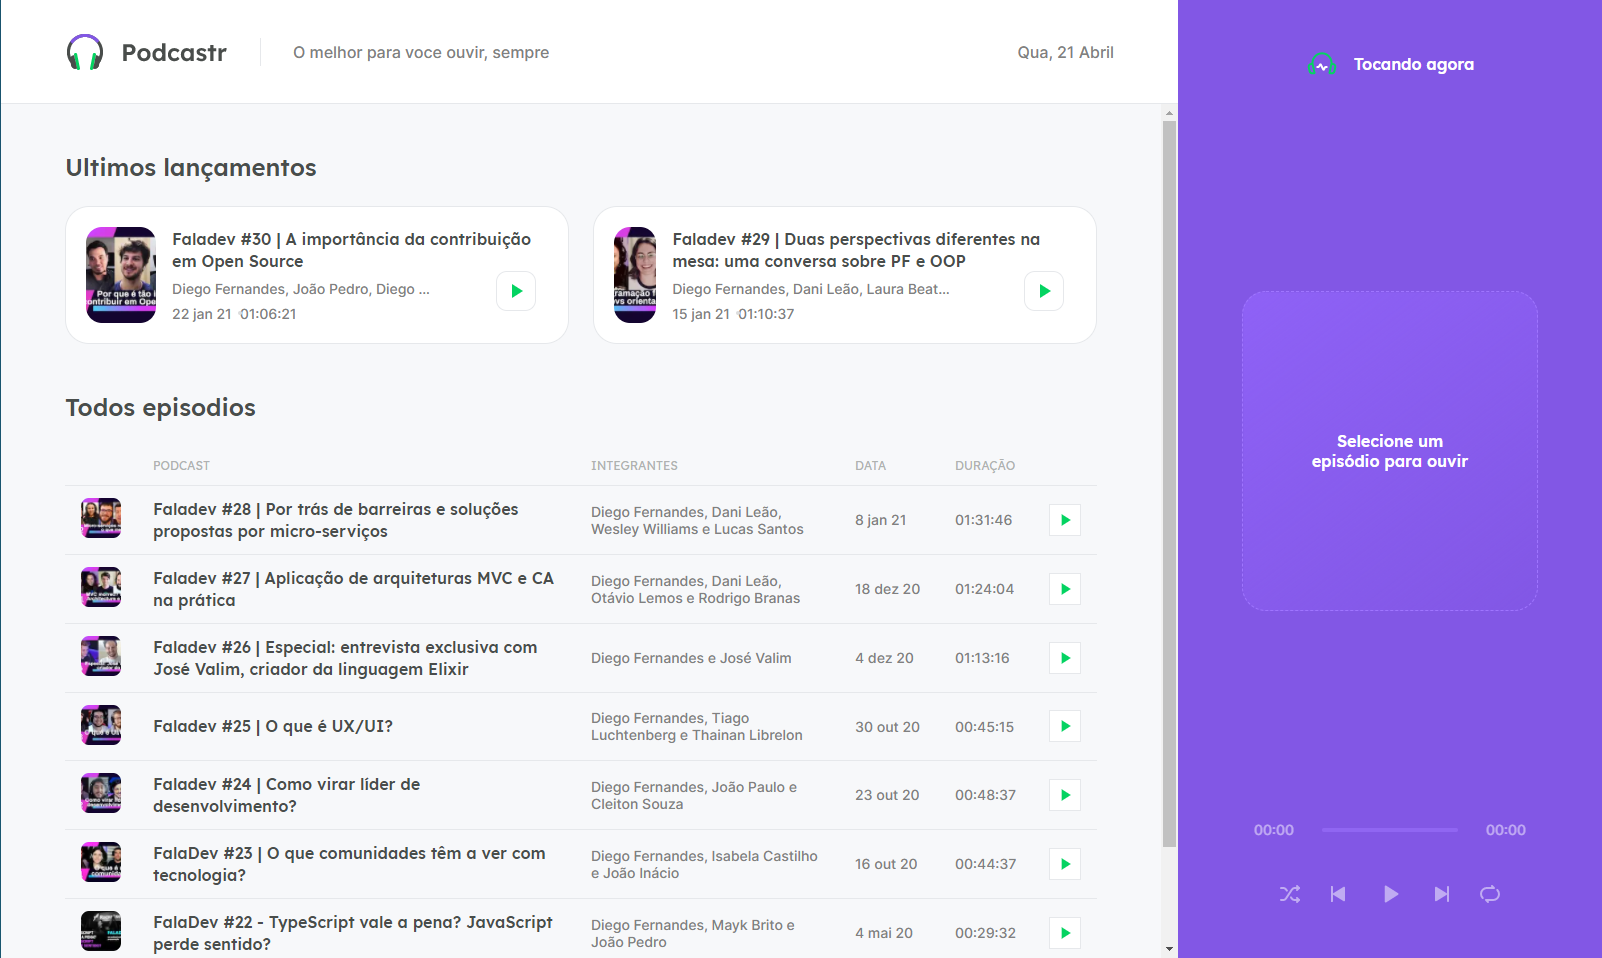 Podcastr
O melhor para voce ouvir, sempre
Qua, 21 Abril
Tocando agora
Ultimos lançamentos
Por que é tão
contribuir em Ope
Faladev #30 | A importância da contribuição
em Open Source
Diego Fernandes, João Pedro, Diego ...
22 jan 21
01:06:21
Faladev #29 | Duas perspectivas diferentes na
mesa: uma conversa sobre PF e OOP
Diego Fernandes, Dani Leão, Laura Beat...
15 jan 21
01:10:37
Todos episodios
PODCAST
INTEGRANTES
DATA
DURAÇÃO
Faladev #28 | Por trás de barreiras e soluções
propostas por micro-serviços
Diego Fernandes, Dani Leão,
Wesley Williams e Lucas Santos
8 jan 21
01:31:46
Faladev #27 | Aplicação de arquiteturas MVC e CA
na prática
Diego Fernandes, Dani Leão,
Otávio Lemos e Rodrigo Branas
18 dez 20
01:24:04
Faladev #26 | Especial: entrevista exclusiva com
José Valim, criador da linguagem Elixir
Diego Fernandes e José Valim
4 dez 20
01:13:16
Faladev #25 | O que é UX/UI?
Diego Fernandes, Tiago
Luchtenberg e Thainan Librelon
30 out 20
00:45:15
Faladev #24 | Como virar líder de
desenvolvimento?
Diego Fernandes, João Paulo e
Cleiton Souza
23 out 20
00:48:37
FalaDev #23 | O que comunidades têm a ver com
tecnologia?
Diego Fernandes, Isabela Castilho
e João Inácio
16 out 20
00:44:37
FalaDev #22 - TypeScript vale a pena? JavaScript
perde sentido?
Diego Fernandes, Mayk Brito e
João Pedro
4 mai 20
00:29:32
Selecione um
episódio para ouvir
00:00
00:00